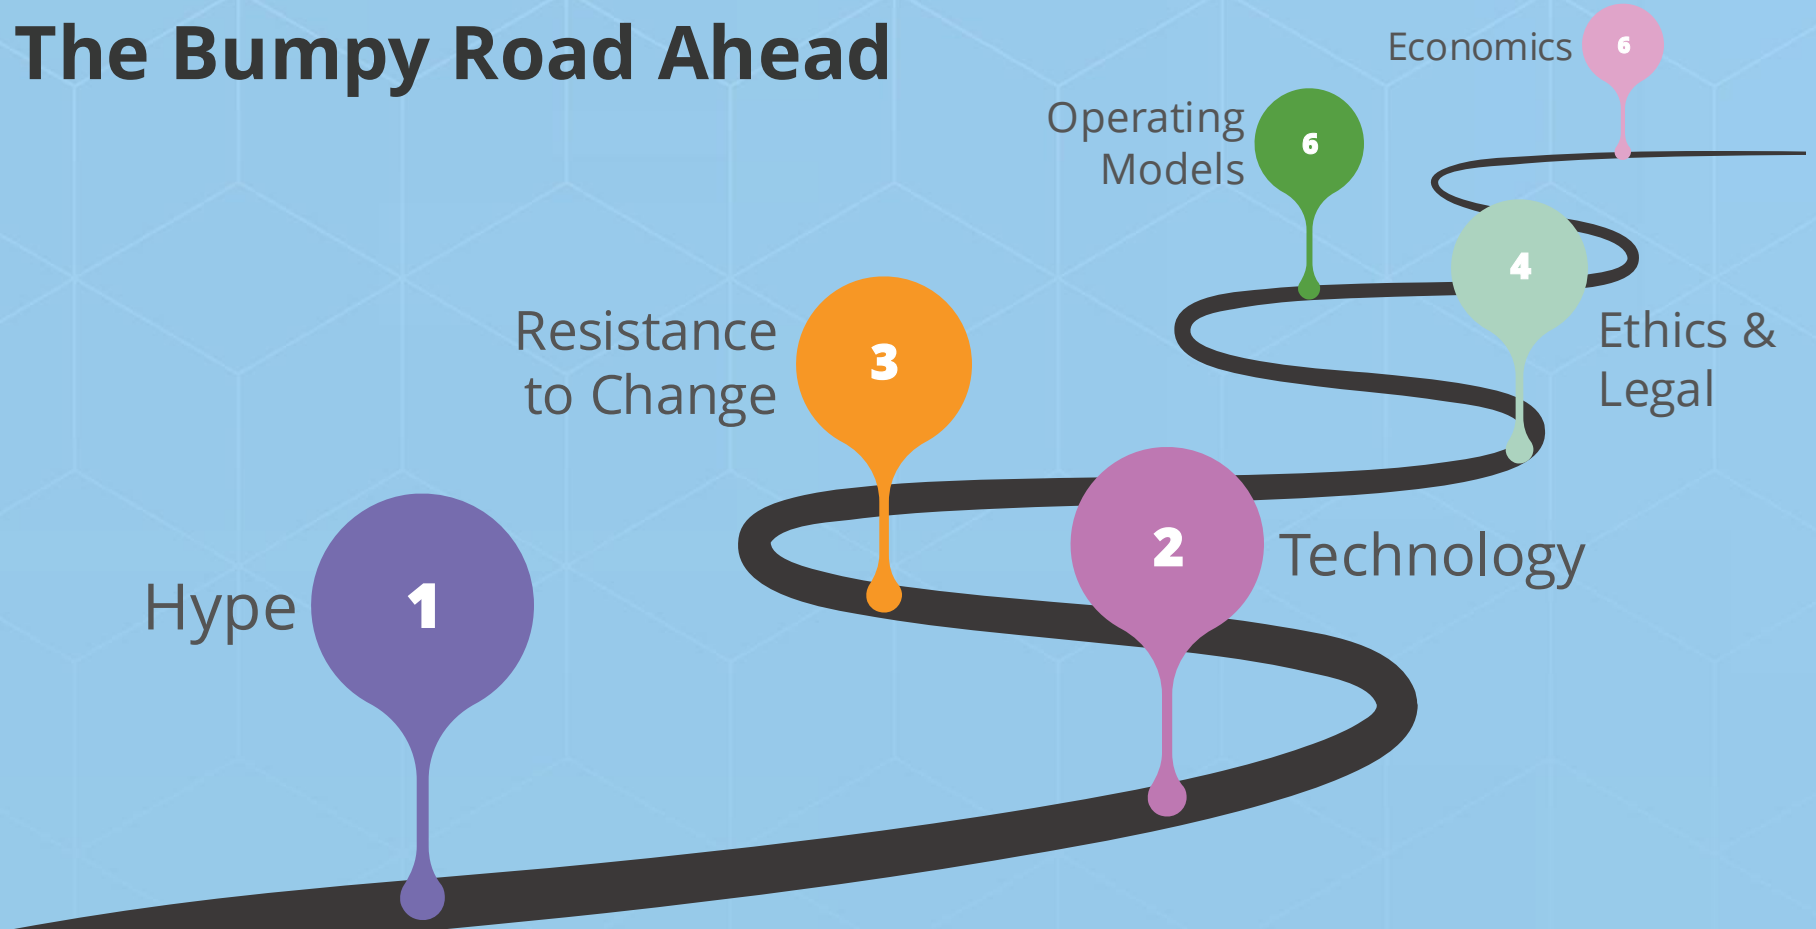 The Bumpy Road Ahead
Hype
1
2
Technology
Resistance
to Change
3
4
Ethics &
Legal
Operating
Models
6
Economics
6